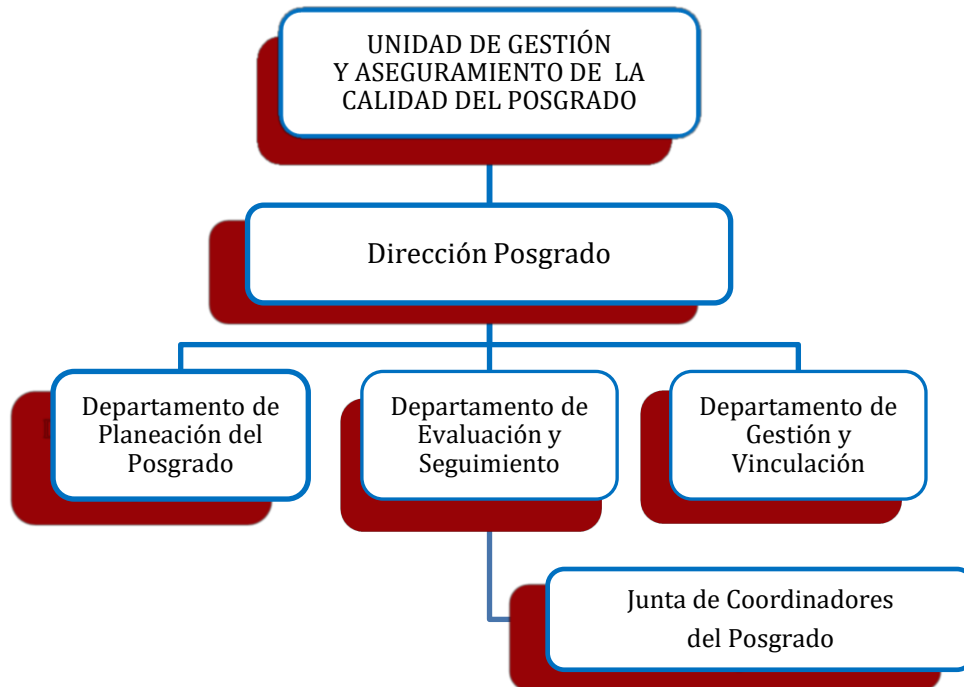 UNIDAD DE GESTIÓN
Y ASEGURAMIENTO DE LA
CALIDAD DEL POSGRADO
Dirección Posgrado
Departamento de
Planeación del
Posgrado
Departamento de
Evaluación y
Seguimiento
Departamento de
Gestión y
Vinculación
Junta de Coordinadores
del Posgrado